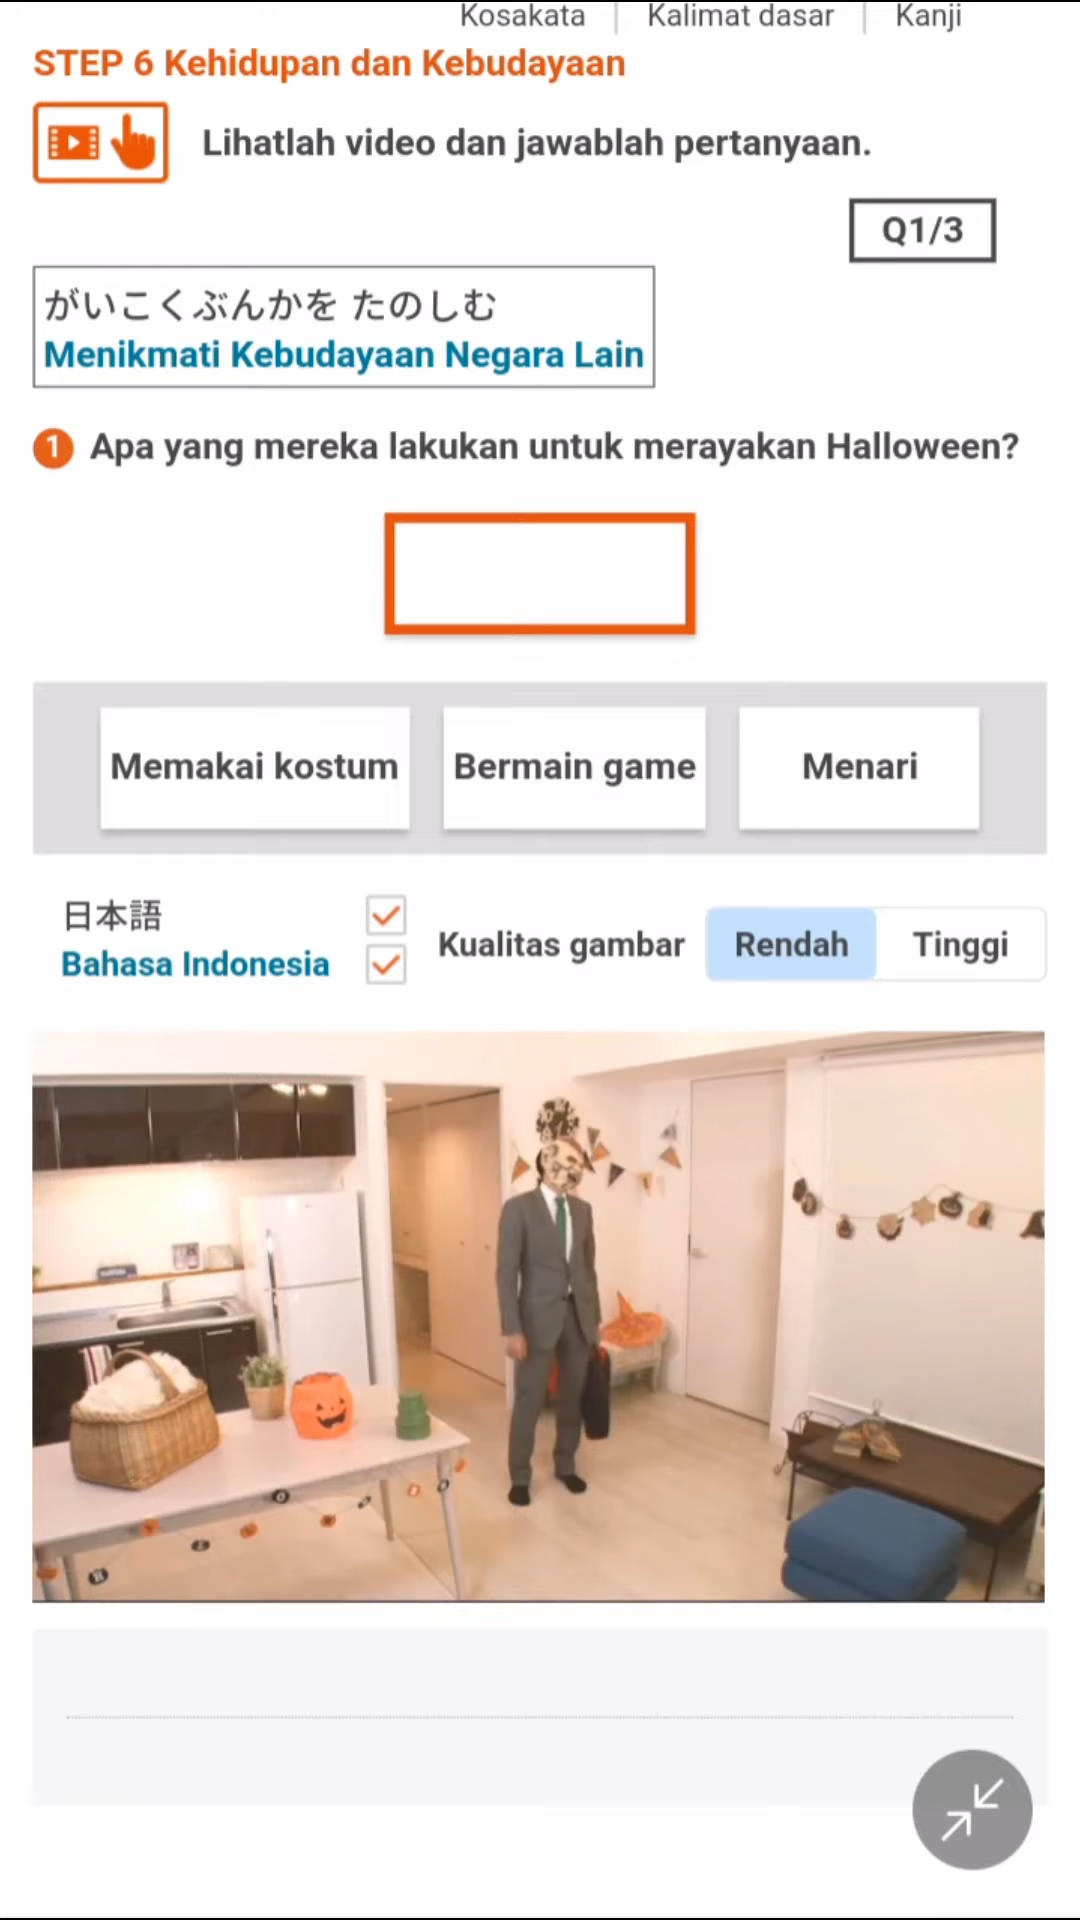 Kosakata | Kalimat dasar | Kanji
STEP 6 Kehidupan dan Kebudayaan
Lihatlah video dan jawablah pertanyaan.
Q1/3
がいこくぶんかを たのしむ
Menikmati Kebudayaan Negara Lain
1 Apa yang mereka lakukan untuk merayakan Halloween?
Memakai kostum
Bermain game
Menari
日本語
Bahasa Indonesia
Kualitas gambar
Rendah
Tinggi